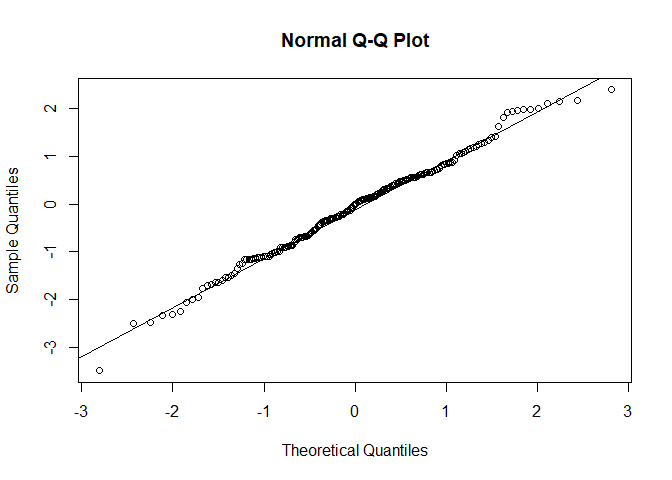 Normal Q-Q Plot
Sample Quantiles
2
1
0
-1
-2
-3
-3 -2 -1 0 1 2 3
Theoretical Quantiles